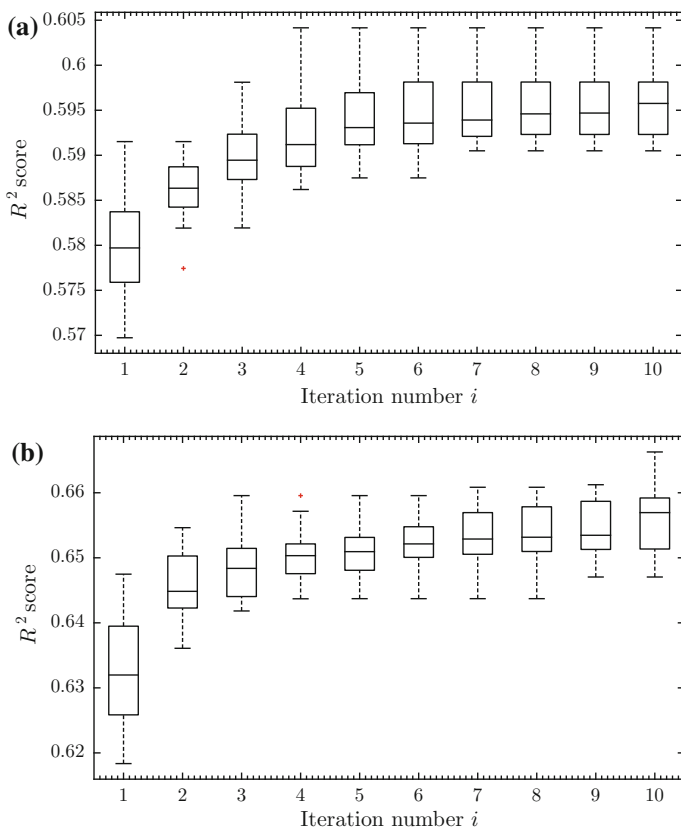 (a)
0.605
0.6
0.595
0.59
0.585
0.58
0.575
0.57
R² score
1 2 3 4 5 6 7 8 9 10
Iteration number i
(b)
0.66
0.65
0.64
0.63
0.62
R² score
1 2 3 4 5 6 7 8 9 10
Iteration number i